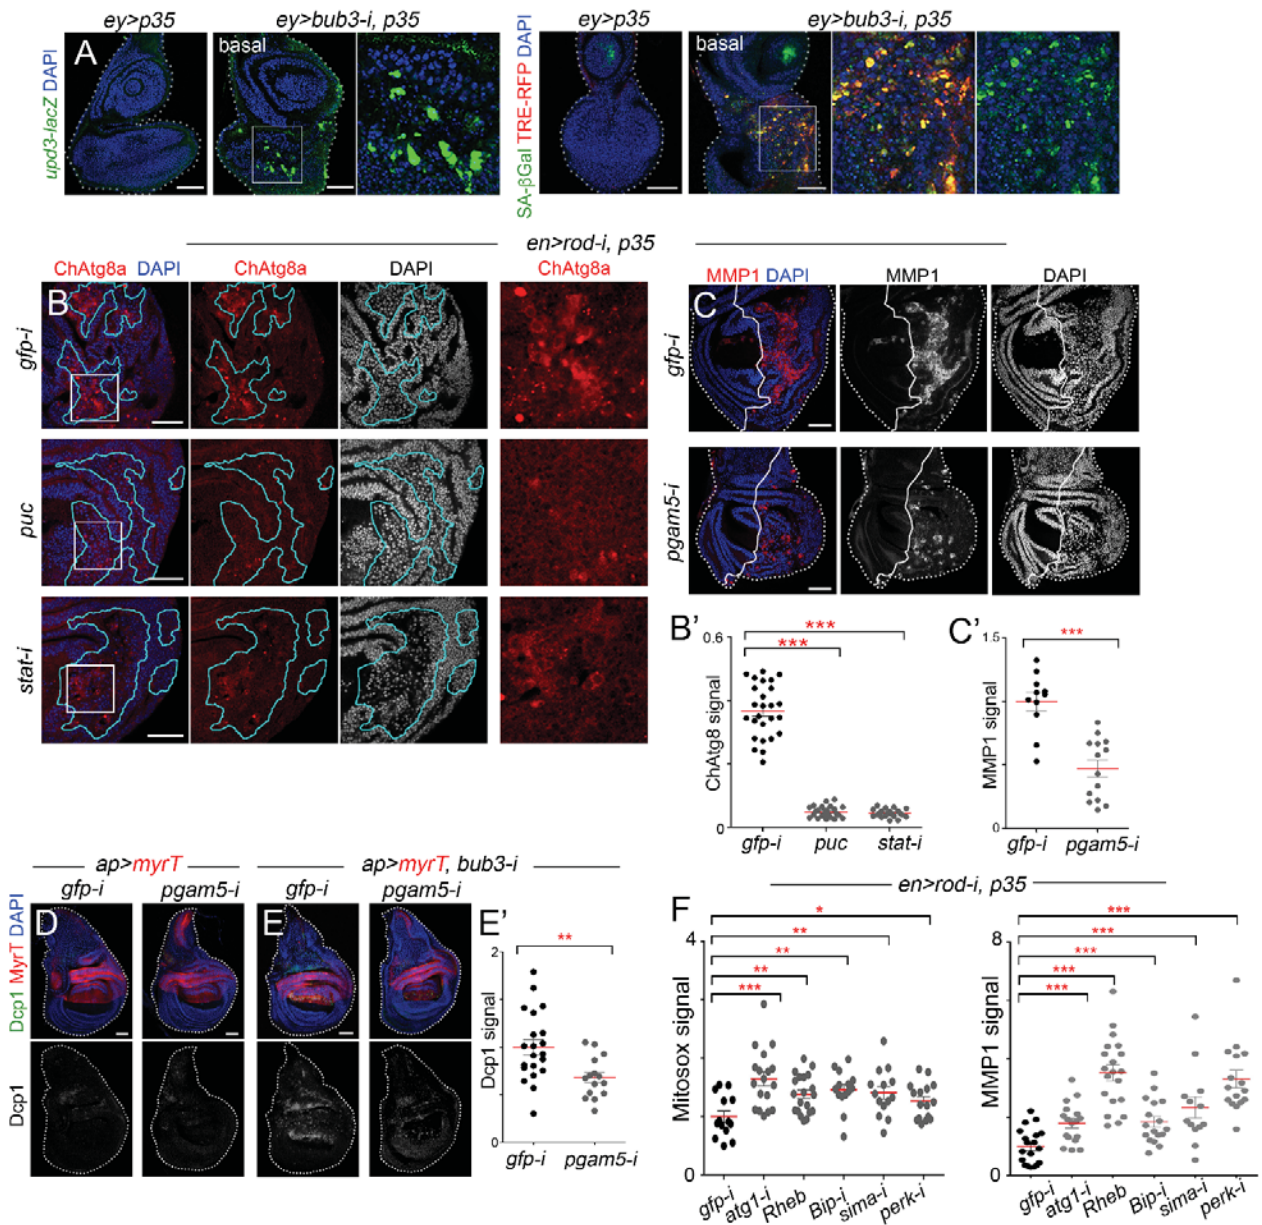 ey>p35
ey>bub3-i, p35
ey>p35
ey>bub3-i, p35
A
basal
basal
upd3-lacZ DAPI
SA-βGal TRE-RFP DAPI
en>rod-i, p35
ChAtg8a DAPI
ChAtg8a
DAPI
ChAtg8a
MMP1 DAPI
MMP1
DAPI
B
C
gfp-i
puc
stat-i
gfp-i
pgam5-i
B’
***
***
0.6
0
ChAtg8 signal
gfp-i
puc
stat-i
C’
***
1.5
0
MMP1 signal
gfp-i
pgam5-i
ap>myrT
ap>myrT, bub3-i
gfp-i
pgam5-i
gfp-i
pgam5-i
D
E
Dcp1 MyrT DAPI
Dcp1
E’
**
2
0
Dcp1 signal
gfp-i
pgam5-i
F
en>rod-i, p35
*
**
**
**
***
4
0
Mitosox signal
gfp-i
atg1-i
Rheb
Bip-i
sima-i
perk-i
***
***
***
***
***
8
0
MMP1 signal
gfp-i
atg1-i
Rheb
Bip-i
sima-i
perk-i